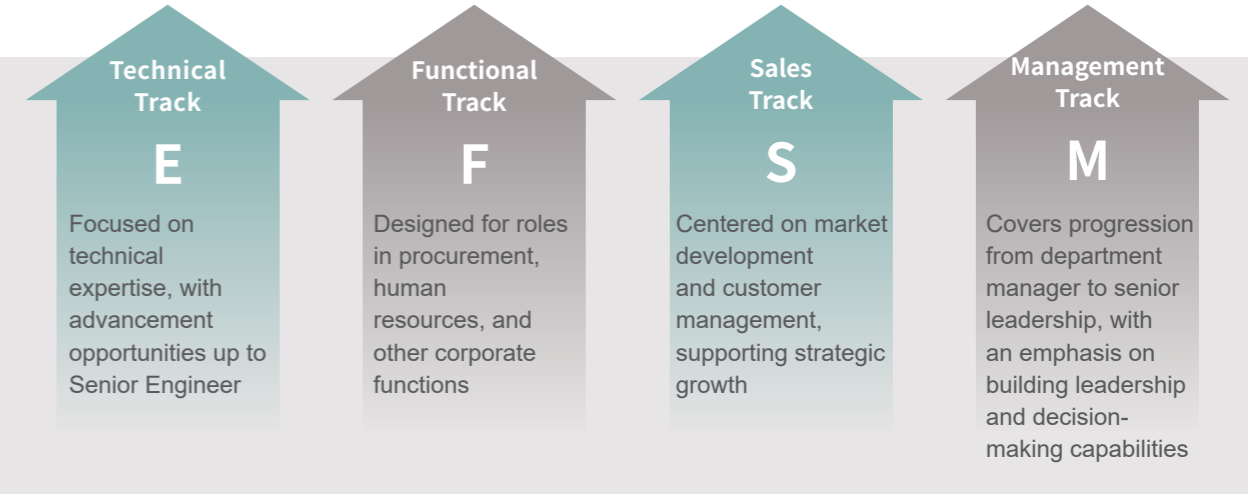 Technical
Track
E
Focused on
technical
expertise, with
advancement
opportunities up to
Senior Engineer
Functional
Track
F
Designed for roles
in procurement,
human
resources, and
other corporate
functions
Sales
Track
S
Centered on market
development
and customer
management,
supporting strategic
growth
Management
Track
M
Covers progression
from department
manager to senior
leadership, with
an emphasis on
building leadership
and decision-
making capabilities